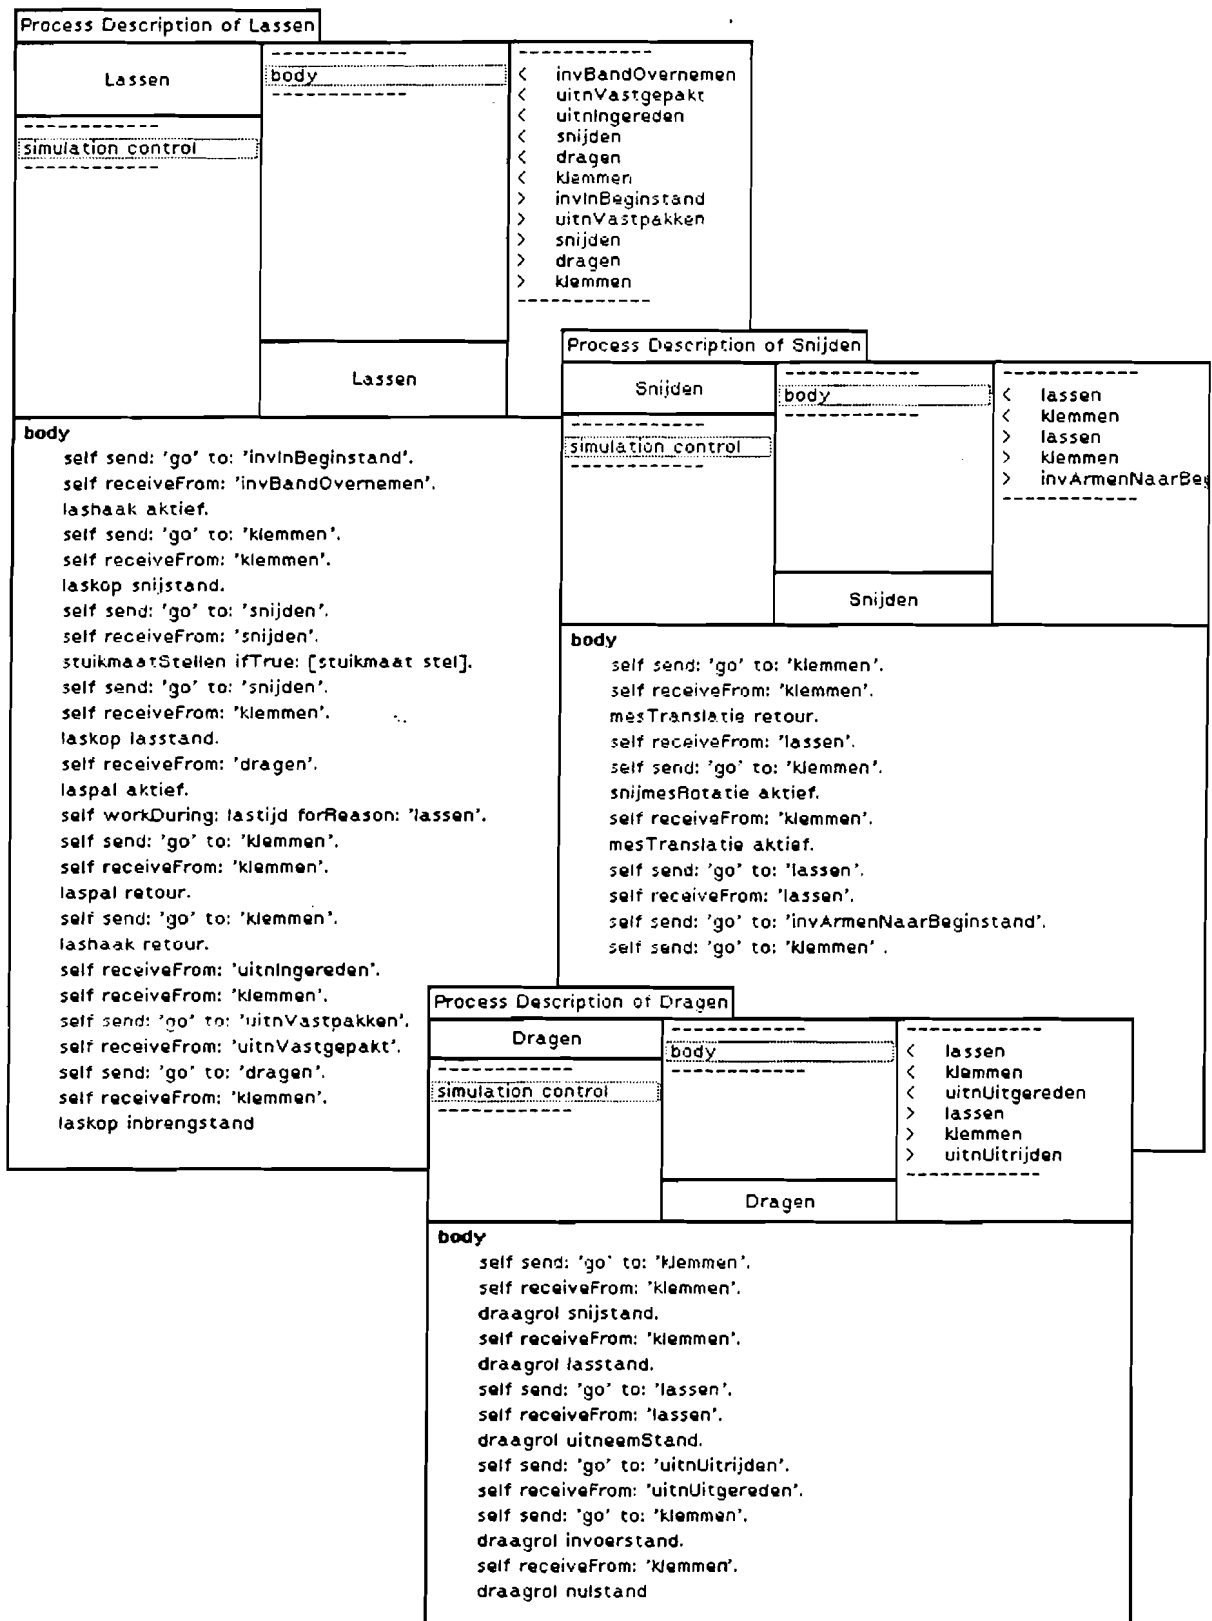 Process Description of Lassen
Lassen
-------------
simulation control
-------------
-------------
body
-------------
Lassen
-------------
< invBandOvernemen
< uitnVastgepakt
< uitnIngereden
< snijden
< dragen
< klemmen
> invInBeginstand
> uitnVastpakken
> snijden
> dragen
> klemmen
-------------
body
self send: 'go' to: 'invInBeginstand'.
self receiveFrom: 'invBandOvernemen'.
lashaak aktief.
self send: 'go' to: 'klemmen'.
self receiveFrom: 'klemmen'.
laskop snijstand.
self send: 'go' to: 'snijden'.
self receiveFrom: 'snijden'.
stuikmaatStellen ifTrue: [stuikmaat stel].
self send: 'go' to: 'snijden'.
self receiveFrom: 'klemmen'.
laskop lasstand.
self receiveFrom: 'dragen'.
laspal aktief.
self workDuring: lastijd forReason: 'lassen'.
self send: 'go' to: 'klemmen'.
self receiveFrom: 'klemmen'.
laspal retour.
self send: 'go' to: 'klemmen'.
lashaak retour.
self receiveFrom: 'uitnIngereden'.
self receiveFrom: 'klemmen'.
self send: 'go' to: 'uitnVastpakken'.
self receiveFrom: 'uitnVastgepakt'.
self send: 'go' to: 'dragen'.
self receiveFrom: 'klemmen'.
laskop inbrengstand
Process Description of Snijden
Snijden
-------------
simulation control
-------------
-------------
body
-------------
Snijden
-------------
< lassen
< klemmen
> lassen
> klemmen
> invArmenNaarBeg
-------------
body
self send: 'go' to: 'klemmen'.
self receiveFrom: 'klemmen'.
mesTranslatie retour.
self receiveFrom: 'lassen'.
self send: 'go' to: 'klemmen'.
snijmesRotatie aktief.
self receiveFrom: 'klemmen'.
mesTranslatie aktief.
self send: 'go' to: 'lassen'.
self receiveFrom: 'lassen'.
self send: 'go' to: 'invArmenNaarBeginstand'.
self send: 'go' to: 'klemmen' .
Process Description of Dragen
Dragen
-------------
simulation control
-------------
-------------
body
-------------
Dragen
-------------
< lassen
< klemmen
< uitnUitgereden
> lassen
> klemmen
> uitnUitrijden
-------------
body
self send: 'go' to: 'klemmen'.
self receiveFrom: 'klemmen'.
draagrol snijstand.
self receiveFrom: 'klemmen'.
draagrol lasstand.
self send: 'go' to: 'lassen'.
self receiveFrom: 'lassen'.
draagrol uitneemStand.
self send: 'go' to: 'uitnUitrijden'.
self receiveFrom: 'uitnUitgereden'.
self send: 'go' to: 'klemmen'.
draagrol invoerstand.
self receiveFrom: 'klemmen'.
draagrol nulstand